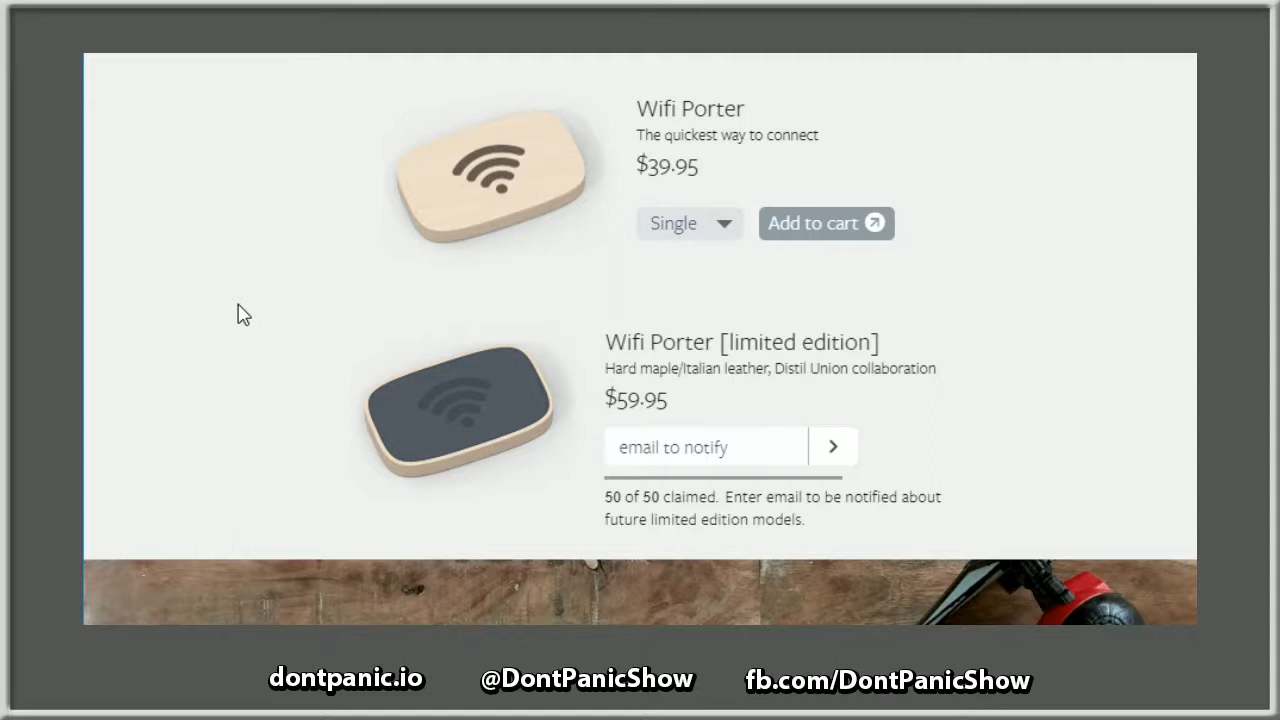 Wifi Porter
The quickest way to connect
$39.95
Single
Add to cart
Wifi Porter [limited edition]
Hard maple/Italian leather, Distil Union collaboration
$59.95
email to notify
50 of 50 claimed. Enter email to be notified about
future limited edition models.
dontpanic.io @DontPanicShow fb.com/DontPanicShow